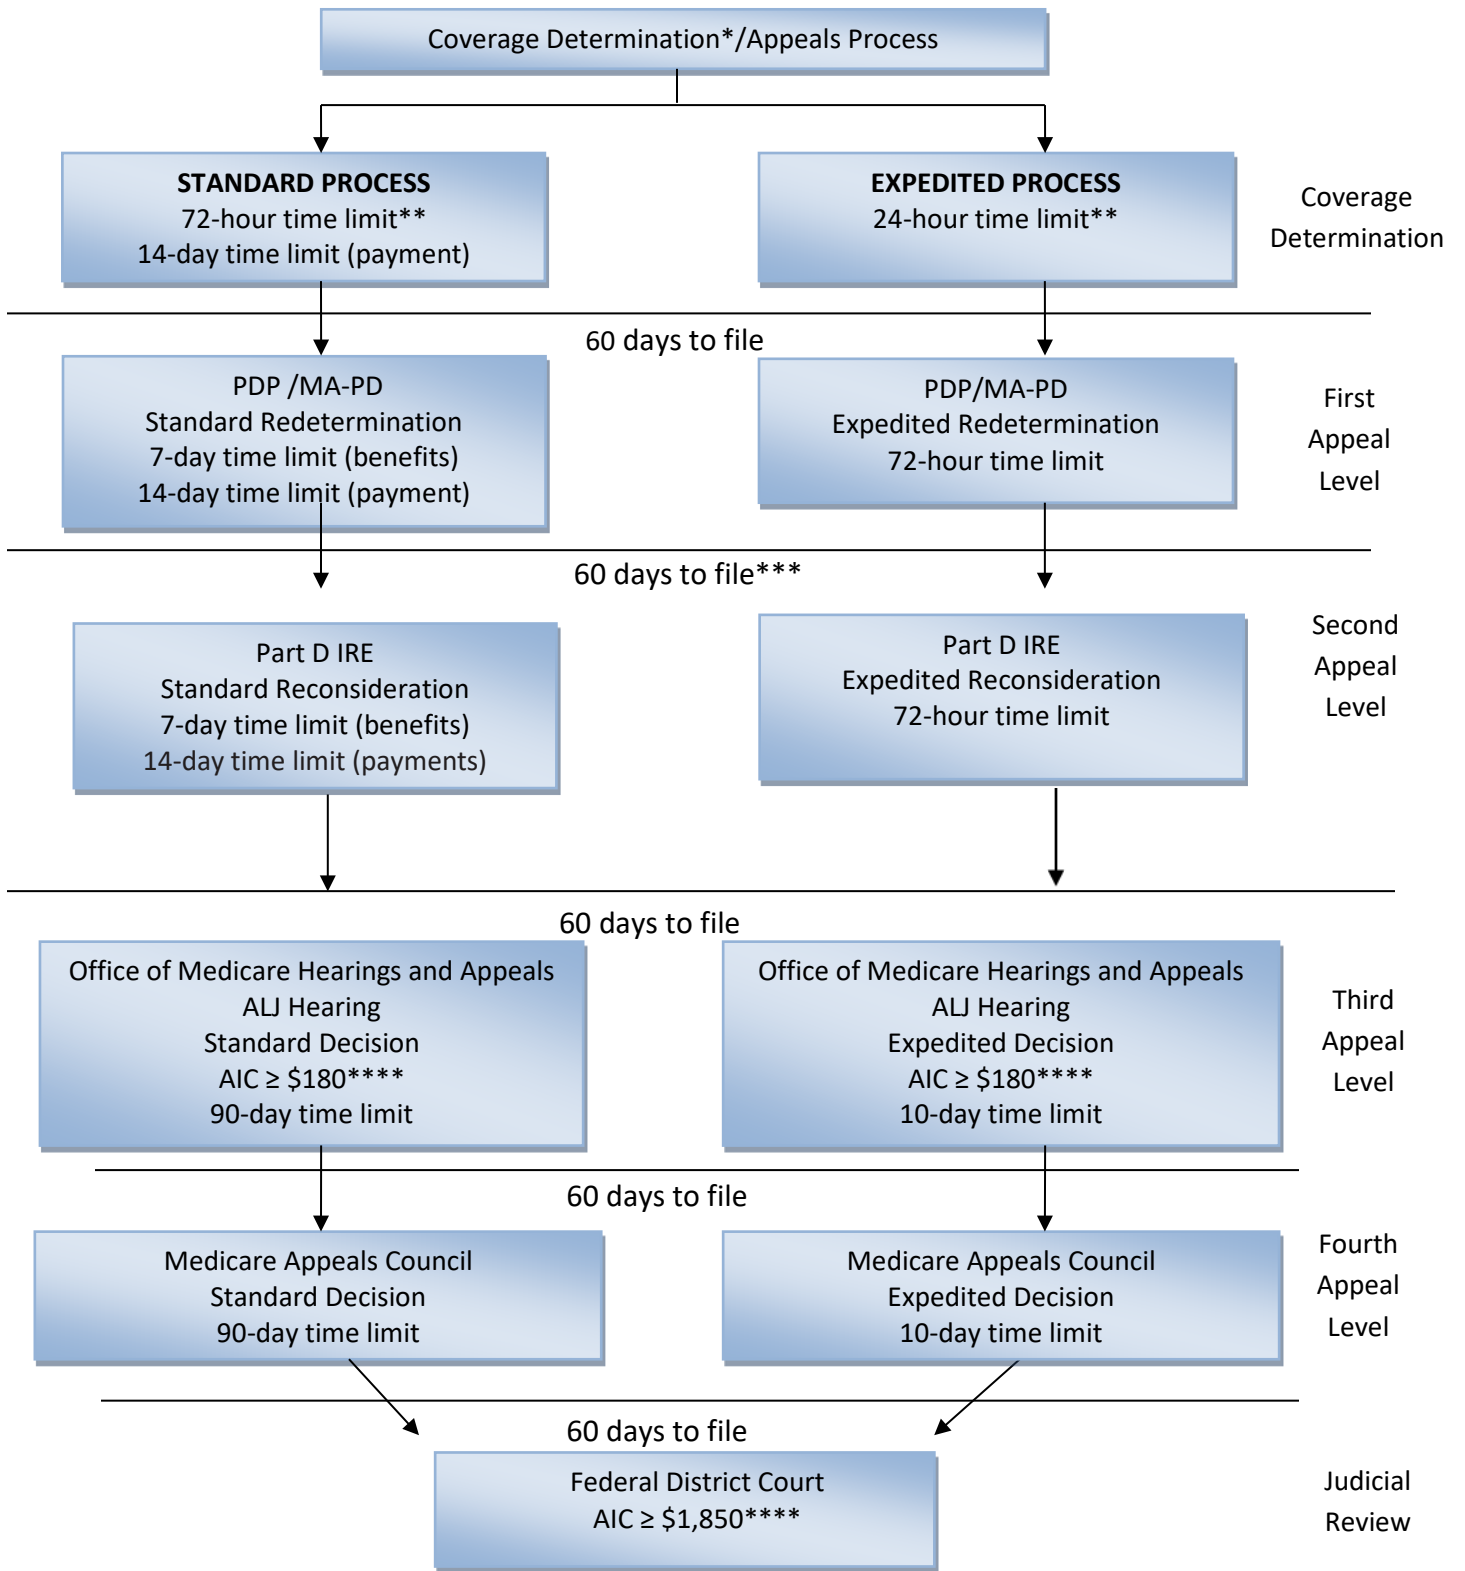 Coverage Determination*/Appeals Process
STANDARD PROCESS
72-hour time limit**
14-day time limit (payment)
EXPEDITED PROCESS
24-hour time limit**
Coverage
Determination
60 days to file
PDP /MA-PD
Standard Redetermination
7-day time limit (benefits)
14-day time limit (payment)
PDP/MA-PD
Expedited Redetermination
72-hour time limit
First
Appeal
Level
60 days to file***
Part D IRE
Standard Reconsideration
7-day time limit (benefits)
14-day time limit (payments)
Part D IRE
Expedited Reconsideration
72-hour time limit
Second
Appeal
Level
60 days to file
Office of Medicare Hearings and Appeals
ALJ Hearing
Standard Decision
AIC ≥ $180****
90-day time limit
Office of Medicare Hearings and Appeals
ALJ Hearing
Expedited Decision
AIC ≥ $180****
10-day time limit
Third
Appeal
Level
60 days to file
Medicare Appeals Council
Standard Decision
90-day time limit
Medicare Appeals Council
Expedited Decision
10-day time limit
Fourth
Appeal
Level
60 days to file
Federal District Court
AIC ≥ $1,850****
Judicial
Review